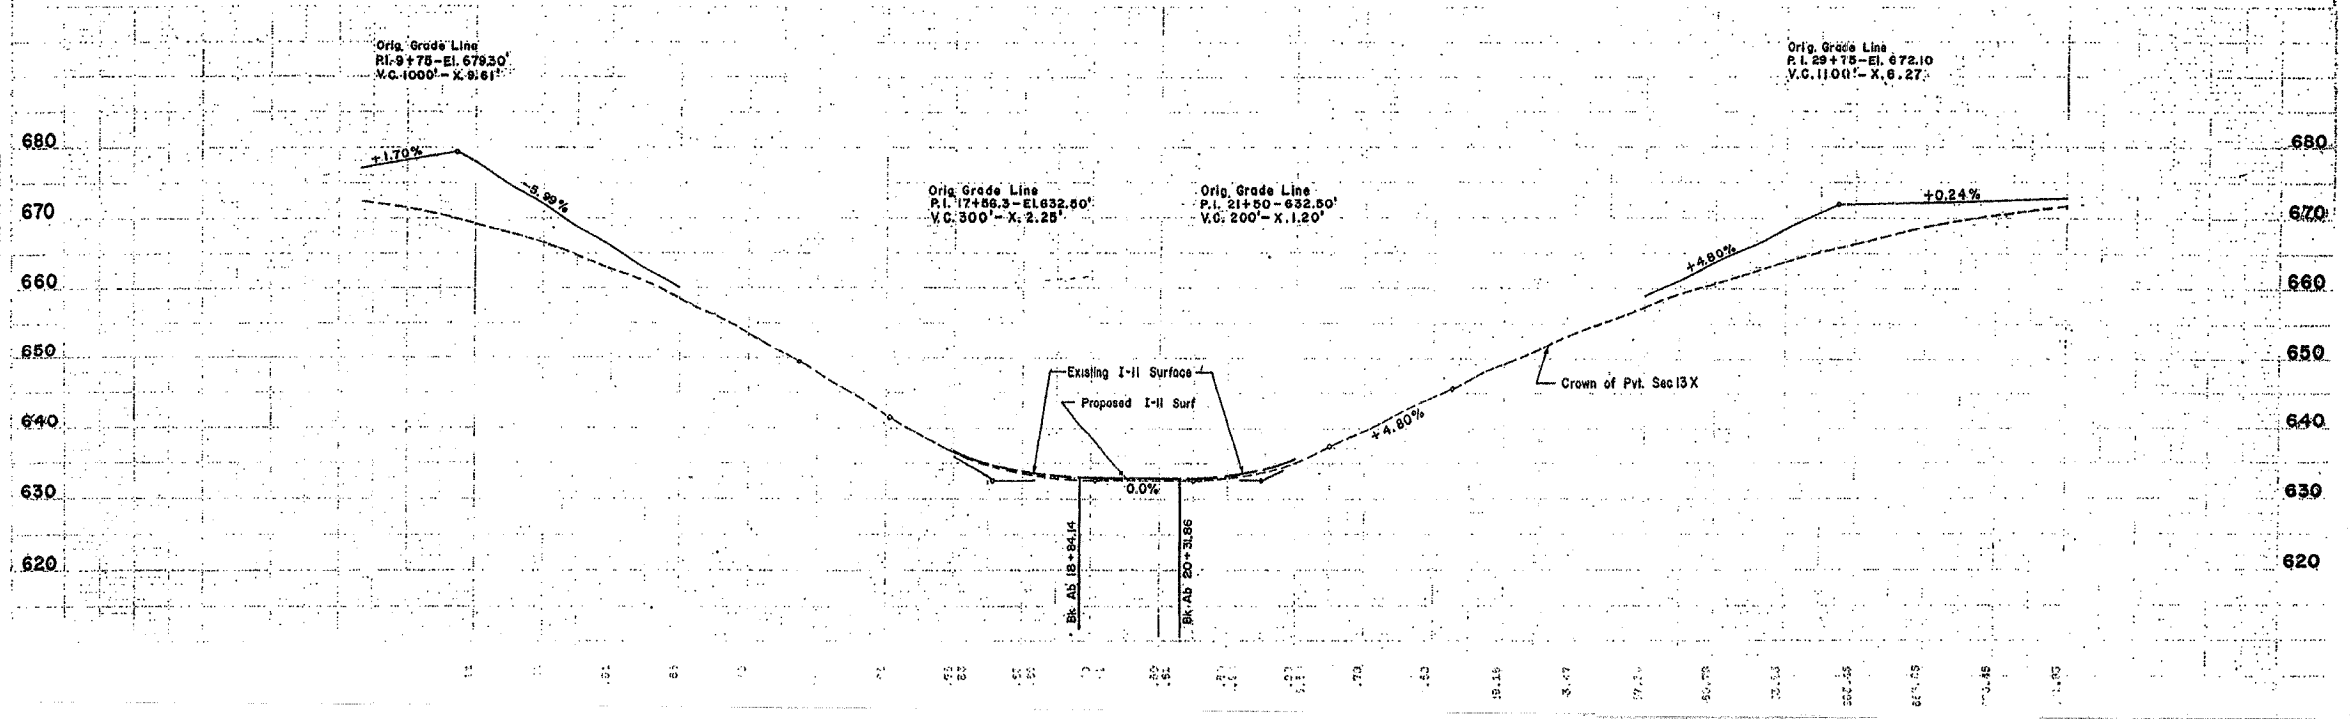 Orig. Grade Line
P.I.-9+75-El. 679.30'
V.C.-1000'-X.9.61'
Orig. Grade Line
P.I. 29+75-El. 672.10
V.C. 1100'-X.6.27
680
680
+1.70%
-5.99%
Orig. Grade Line
P.I. 17+56.3-El.632.50'
V.C. 300'-X.2.25'
Orig. Grade Line
P.I. 21+50-632.50'
V.C. 200'-X.1.20'
+0.24%
670
670
+4.80%
660
660
650
650
Existing I-11 Surface
Crown of Pvt. Sec 13X
Proposed I-11 Surf
640
640
+4.80%
630
630
0.0%
Bk. Ab 18+84.14
Bk. Ab 20+31.86
620
620